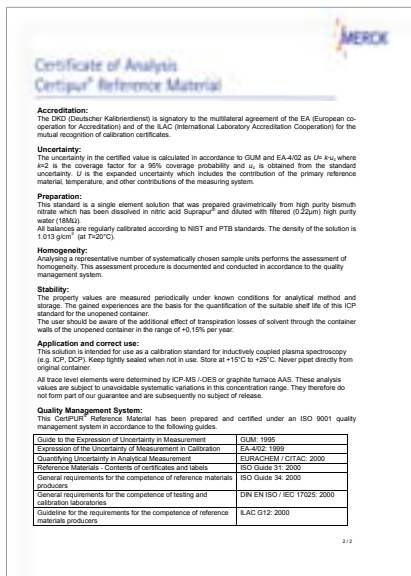 MERCK
Certificate of Analysis
Certipur® Reference Material
Accreditation:
The DKD (Deutscher Kalibrierdienst) is signatory to the multilateral agreement of the EA (European co-
operation for Accreditation) and of the ILAC (International Laboratory Accreditation Cooperation) for the
mutual recognition of calibration certificates.
Uncertainty:
The uncertainty in the certified value is calculated in accordance to GUM and EA-4/02 as U= k·uc where
k=2 is the coverage factor for a 95% coverage probability and uc is obtained from the standard
uncertainty. U is the expanded uncertainty which includes the contribution of the primary reference
material, temperature, and other contributions of the measuring system.
Preparation:
This standard is a single element solution that was prepared gravimetrically from high purity bismuth
nitrate which has been dissolved in nitric acid Suprapur® and diluted with filtered (0.22µm) high purity
water (18MΩ).
All balances are regularly calibrated according to NIST and PTB standards. The density of the solution is
1.013 g/cm³ (at T=20°C).
Homogeneity:
Analysing a representative number of systematically chosen sample units performs the assessment of
homogeneity. This assessment procedure is documented and conducted in accordance to the quality
management system.
Stability:
The property values are measured periodically under known conditions for analytical method and
storage. The gained experiences are the basis for the quantification of the suitable shelf life of this ICP
standard for the unopened container.
The user should be aware of the additional effect of transpiration losses of solvent through the container
walls of the unopened container in the range of +0,15% per year.
Application and correct use:
This solution is intended for use as a calibration standard for inductively coupled plasma spectroscopy
(e.g. ICP, DCP). Keep tightly sealed when not in use. Store at +15°C to +25°C. Never pipet directly from
original container.
All trace level elements were determined by ICP-MS /-OES or graphite furnace AAS. These analysis
values are subject to unavoidable systematic variations in this concentration range. They therefore do
not form part of our guarantee and are subsequently no subject of release.
Quality Management System:
This CertiPUR® Reference Material has been prepared and certified under an ISO 9001 quality
management system in accordance to the following guides.
Guide to the Expression of Uncertainty in Measurement GUM: 1995
Expression of the Uncertainty of Measurement in Calibration EA-4/02: 1999
Quantifying Uncertainty in Analytical Measurement EURACHEM / CITAC: 2000
Reference Materials - Contents of certificates and labels ISO Guide 31: 2000
General requirements for the competence of reference materials ISO Guide 34: 2000
producers
General requirements for the competence of testing and DIN EN ISO / IEC 17025: 2000
calibration laboratories
Guideline for the requirements for the competence of reference ILAC G12: 2000
materials producers
2 / 2